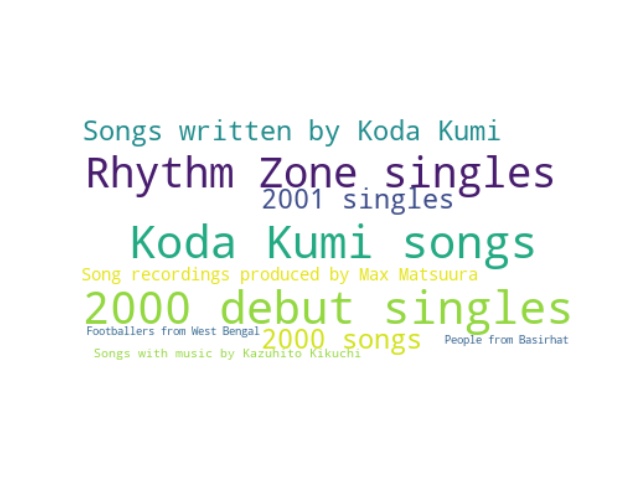 Songs written by Koda Kumi
Rhythm Zone singles
2001 singles
Koda Kumi songs
Song recordings produced by Max Matsuura
2000 debut singles
Footballers from West Bengal
2000 songs
People from Basirhat
Songs with music by Kazuhito Kikuchi